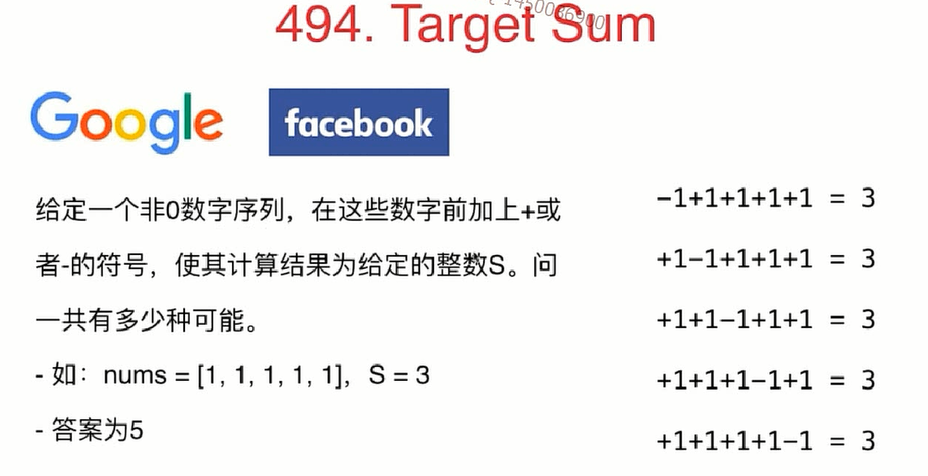 494. Target Sum
Google
facebook
给定一个非0数字序列，在这些数字前加上+或
者-的符号，使其计算结果为给定的整数S。问
一共有多少种可能。
- 如：nums = [1, 1, 1, 1, 1]，S = 3
- 答案为5
-1+1+1+1+1 = 3
+1-1+1+1+1 = 3
+1+1-1+1+1 = 3
+1+1+1-1+1 = 3
+1+1+1+1-1 = 3